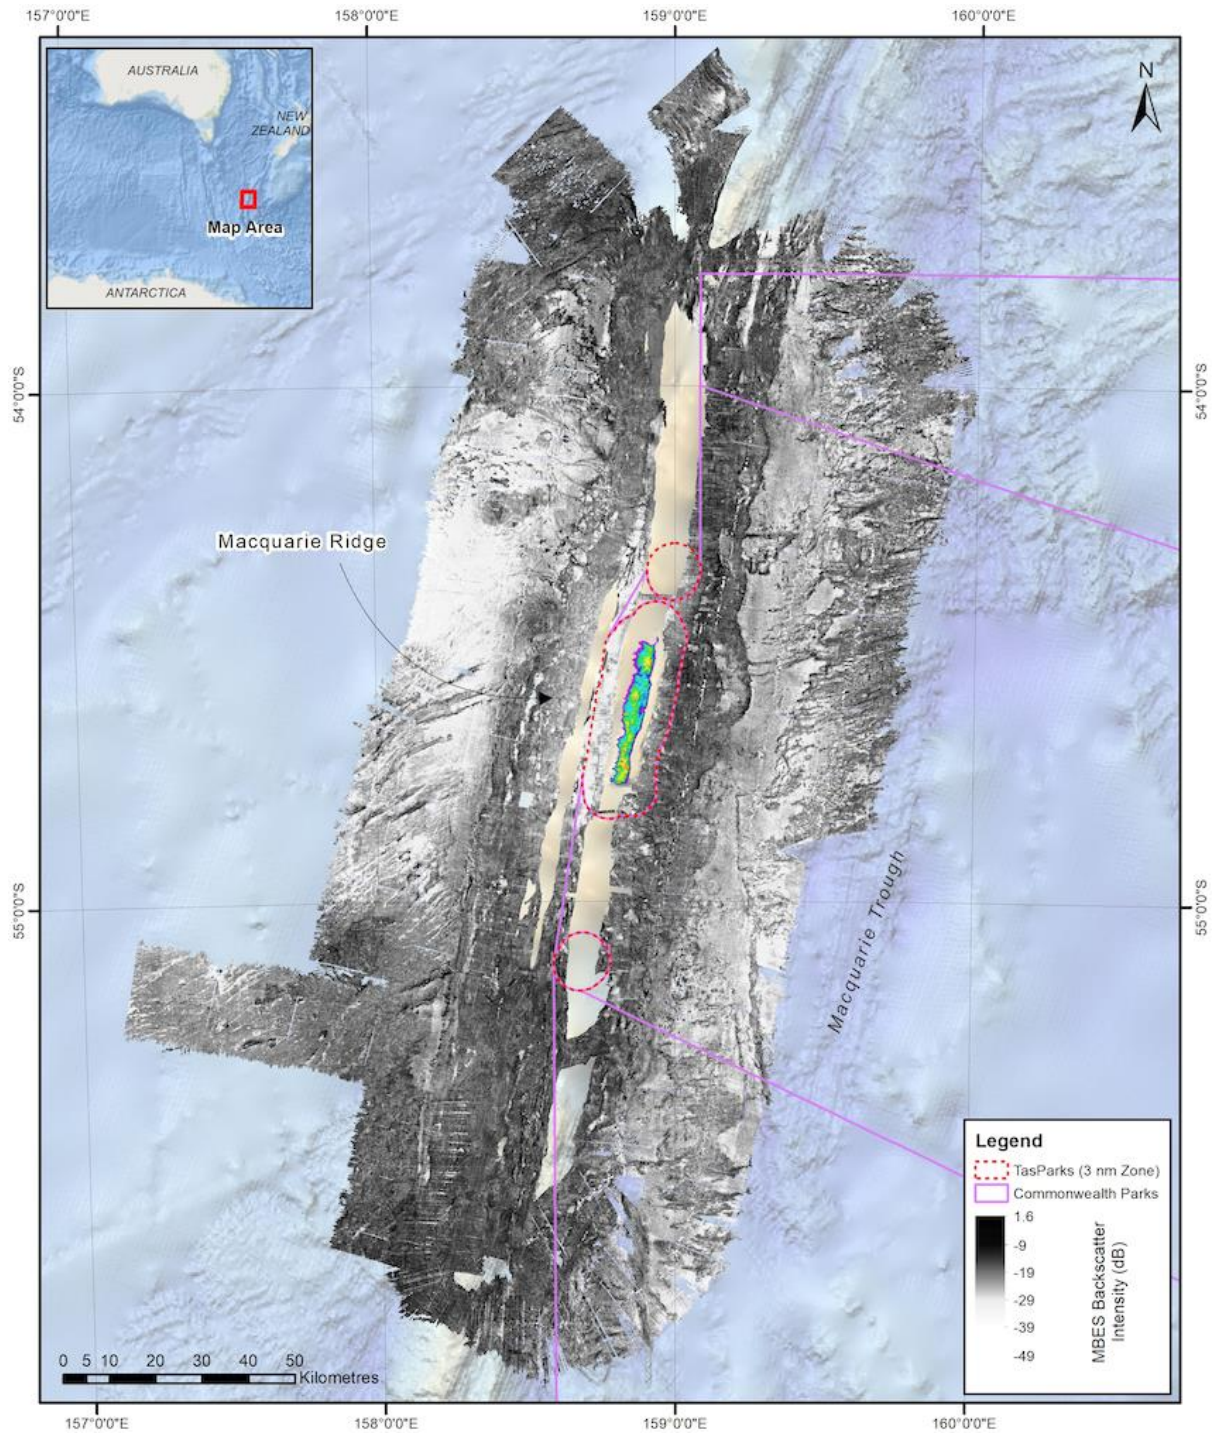 157°0'0"E 158°0'0"E 159°0'0"E 160°0'0"E
AUSTRALIA
NEW
ZEALAND
Map Area
ANTARCTICA
N
54°0'0"S
54°0'0"S
Macquarie Ridge
55°0'0"S
55°0'0"S
Macquarie Trough
Legend
TasParks (3 nm Zone)
Commonwealth Parks
1.6
-9
-19
-29
-39
-49
MBES Backscatter
Intensity (dB)
0 5 10 20 30 40 50
Kilometres
157°0'0"E 158°0'0"E 159°0'0"E 160°0'0"E